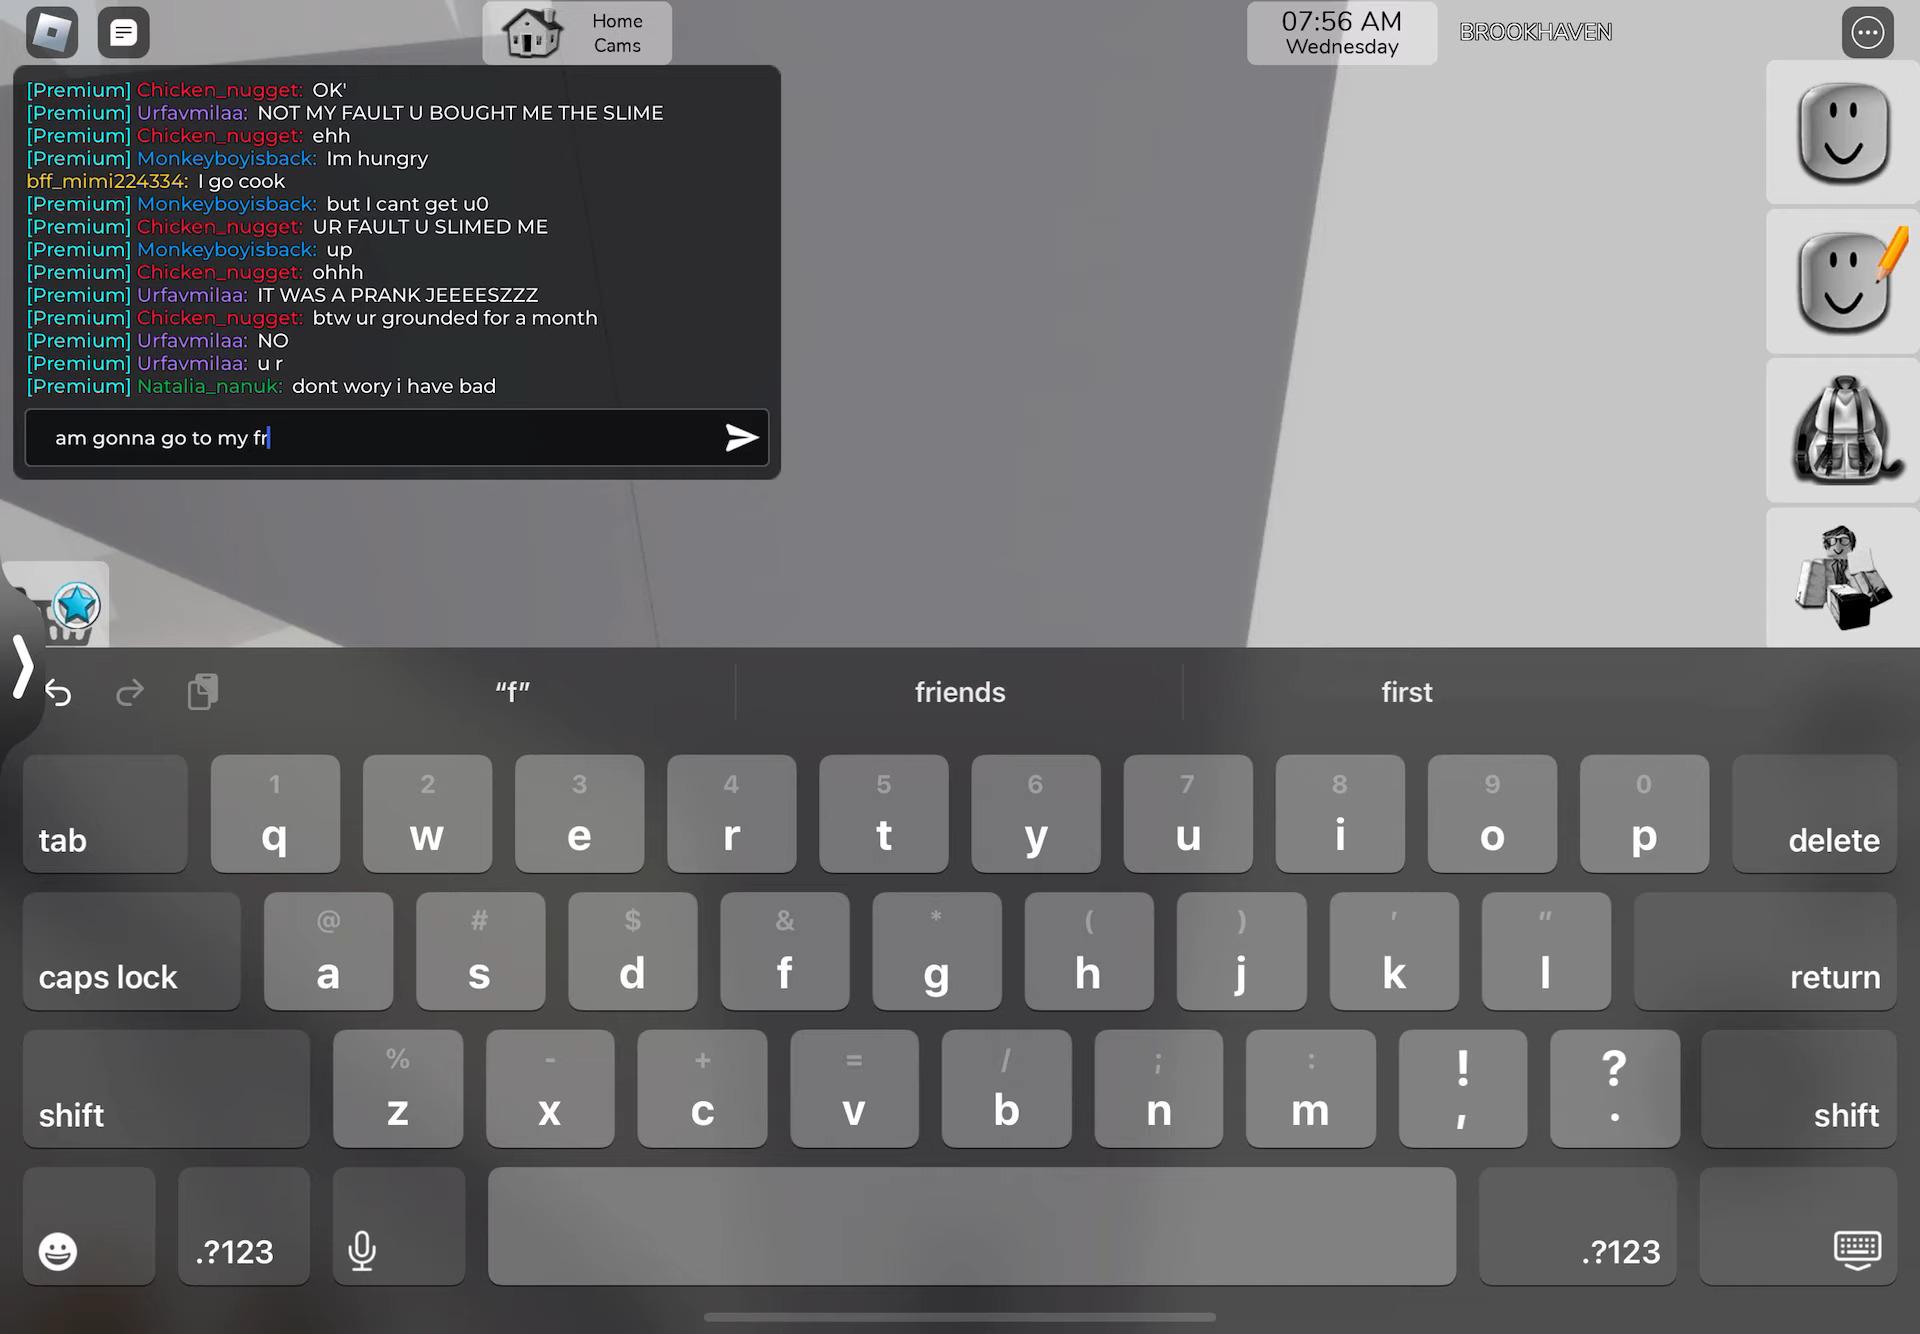 Home
Cams
07:56 AM
Wednesday
BROOKHAVEN
[Premium] Chicken_nugget: OK'
[Premium] Urfavmilaa: NOT MY FAULT U BOUGHT ME THE SLIME
[Premium] Chicken_nugget: ehh
[Premium] Monkeyboyisback: Im hungry
bff_mimi224334: I go cook
[Premium] Monkeyboyisback: but I cant get u0
[Premium] Chicken_nugget: UR FAULT U SLIMED ME
[Premium] Monkeyboyisback: up
[Premium] Chicken_nugget: ohhh
[Premium] Urfavmilaa: IT WAS A PRANK JEEEESZZZ
[Premium] Chicken_nugget: btw ur grounded for a month
[Premium] Urfavmilaa: NO
[Premium] Urfavmilaa: u r
[Premium] Natalia_nanuk: dont wory i have bad
am gonna go to my fr
“f” friends first
1 2 3 4 5 6 7 8 9 0
tab q w e r t y u i o p delete
@ # $ & * ( ) ' "
caps lock a s d f g h j k l return
% - + = / ; : ! ?
shift z x c v b n m , . shift
.?123 .?123